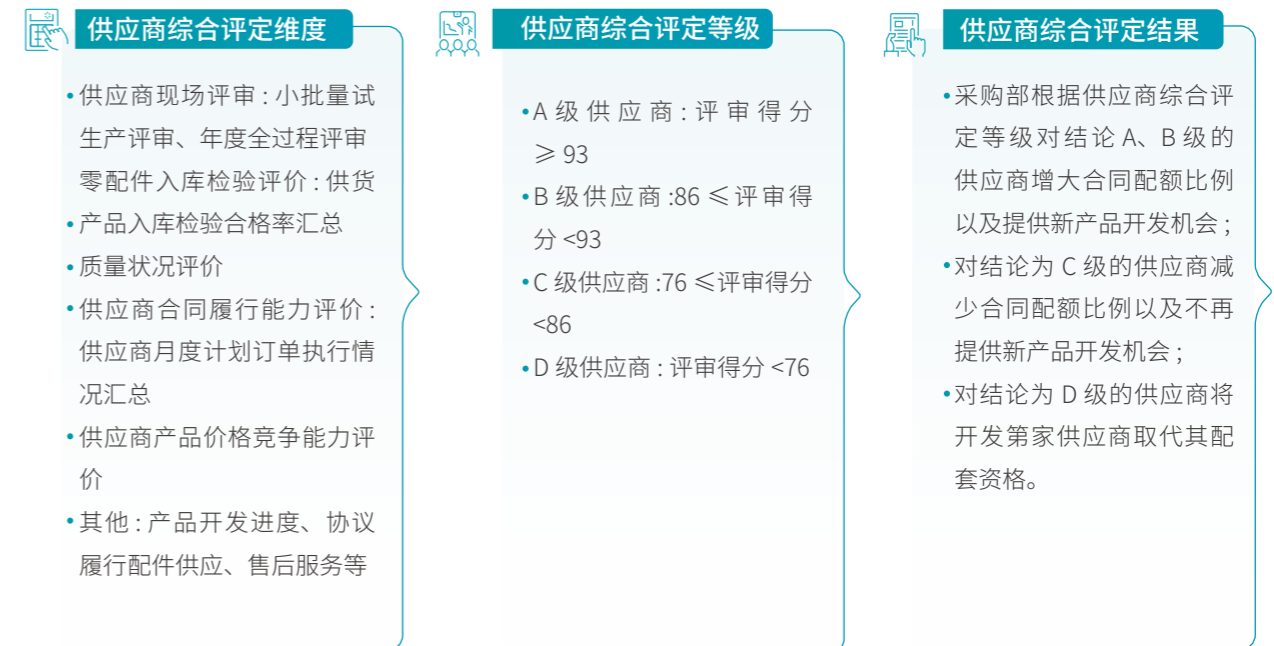 供应商综合评定维度
•供应商现场评审:小批量试
生产评审、年度全过程评审
零配件入库检验评价:供货
•产品入库检验合格率汇总
•质量状况评价
•供应商合同履行能力评价:
供应商月度计划订单执行情
况汇总
•供应商产品价格竞争能力评
价
•其他:产品开发进度、协议
履行配件供应、售后服务等
供应商综合评定等级
•A 级供应商:评审得分
≥ 93
•B 级供应商:86 ≤评审得
分 <93
•C 级供应商:76 ≤评审得分
<86
•D 级供应商:评审得分 <76
供应商综合评定结果
•采购部根据供应商综合评
定等级对结论 A、B 级的
供应商增大合同配额比例
以及提供新产品开发机会;
•对结论为 C 级的供应商减
少合同配额比例以及不再
提供新产品开发机会;
•对结论为 D 级的供应商将
开发第家供应商取代其配
套资格。